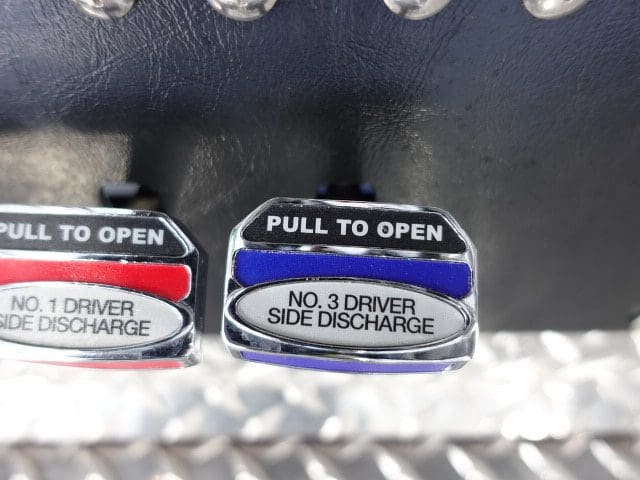 PULL TO OPEN
NO. 1 DRIVER
SIDE DISCHARGE
PULL TO OPEN
NO. 3 DRIVER
SIDE DISCHARGE